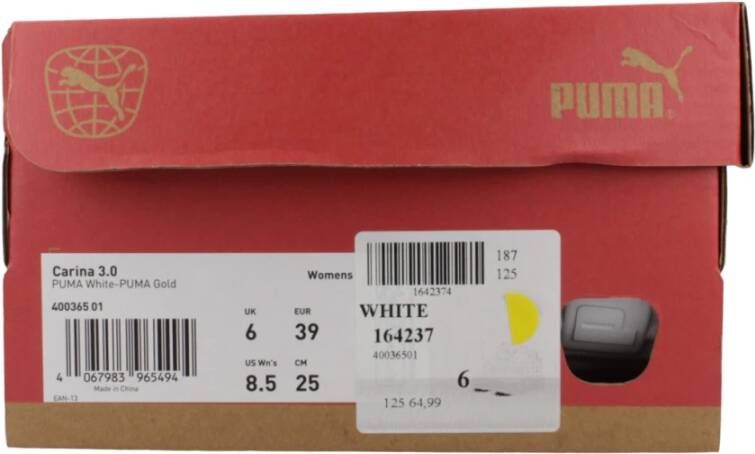 PUMA
Carina 3.0
PUMA White-PUMA Gold
Womens
400365 01
UK
EUR
6
39
US Wn's
CM
8.5
25
4 067983 965494
Made in China
EAN-13
187
125
1642374
WHITE
164237
40036501
6
125 64,99